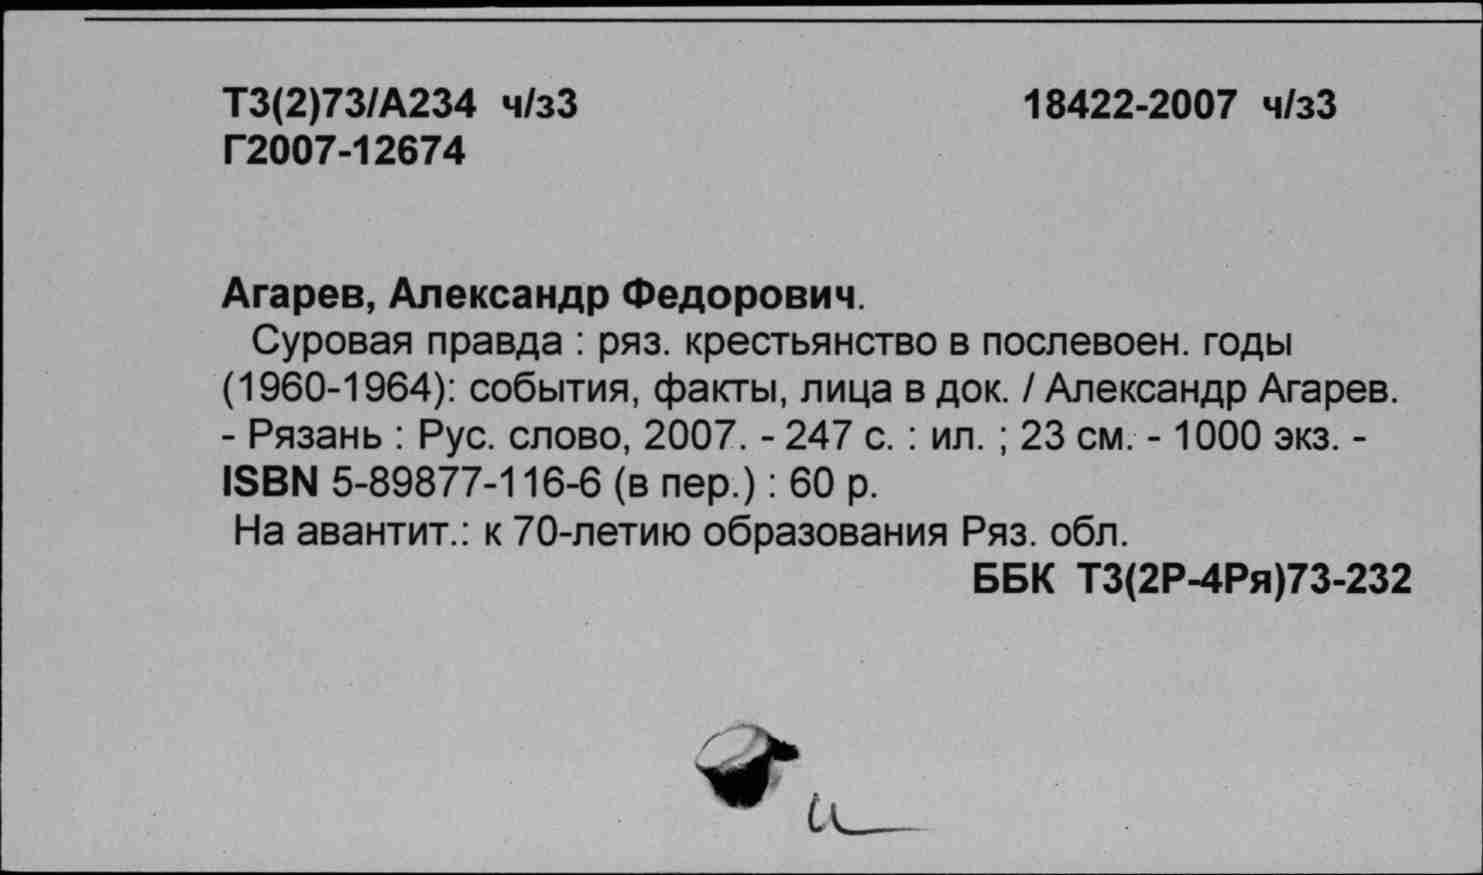 Т3(2)73/А234 ч/з3 18422-2007 ч/з3
Г2007-12674
Агарев, Александр Федорович.
Суровая правда : ряз. крестьянство в послевоен. годы
(1960-1964): события, факты, лица в док. / Александр Агарев.
- Рязань : Рус. слово, 2007. - 247 с. : ил. ; 23 см. - 1000 экз. -
ISBN 5-89877-116-6 (в пер.) : 60 р.
На авантит.: к 70-летию образования Ряз. обл.
ББК Т3(2Р-4Ря)73-232